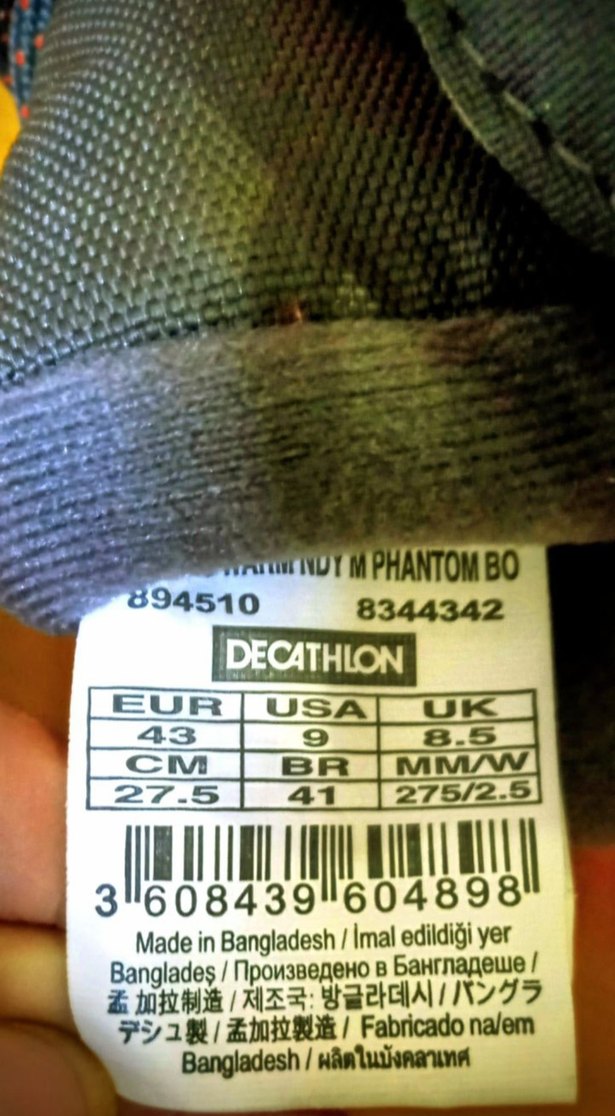 NDY M PHANTOM BO
894510 8344342
DECATHLON
EUR USA UK
43 9 8.5
CM BR MM/W
27.5 41 275/2.5
3 608439 604898
Made in Bangladesh / İmal edildiği yer
Bangladeş / Произведено в Бангладеше /
孟加拉制造 / 제조국: 방글라데시 / バングラ
デシュ製 / 孟加拉製造 / Fabricado na/em
Bangladesh / ผลิตในบังคลาเทศ